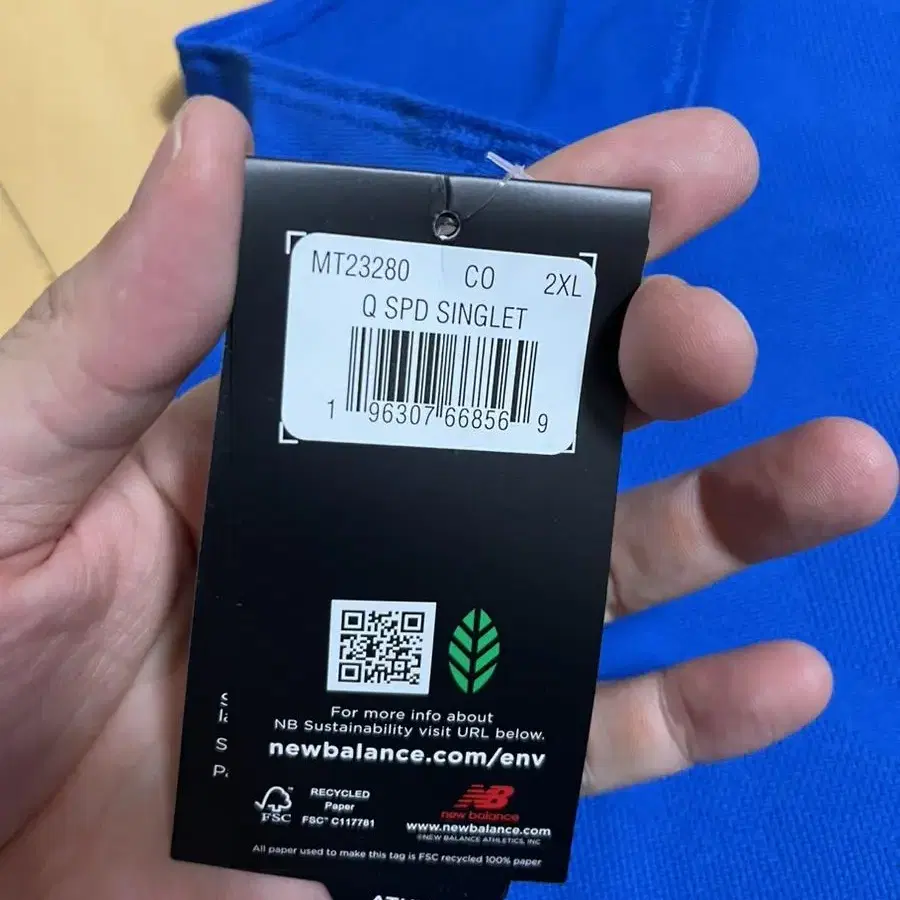 MT23280 CO 2XL
Q SPD SINGLET
1 96307 66856 9
For more info about
NB Sustainability visit URL below.
newbalance.com/env
FSC™
RECYCLED
Paper
FSC® C117781
NB
new balance
www.newbalance.com
©NEW BALANCE ATHLETICS, INC
All paper used to make this tag is FSC recycled 100% paper